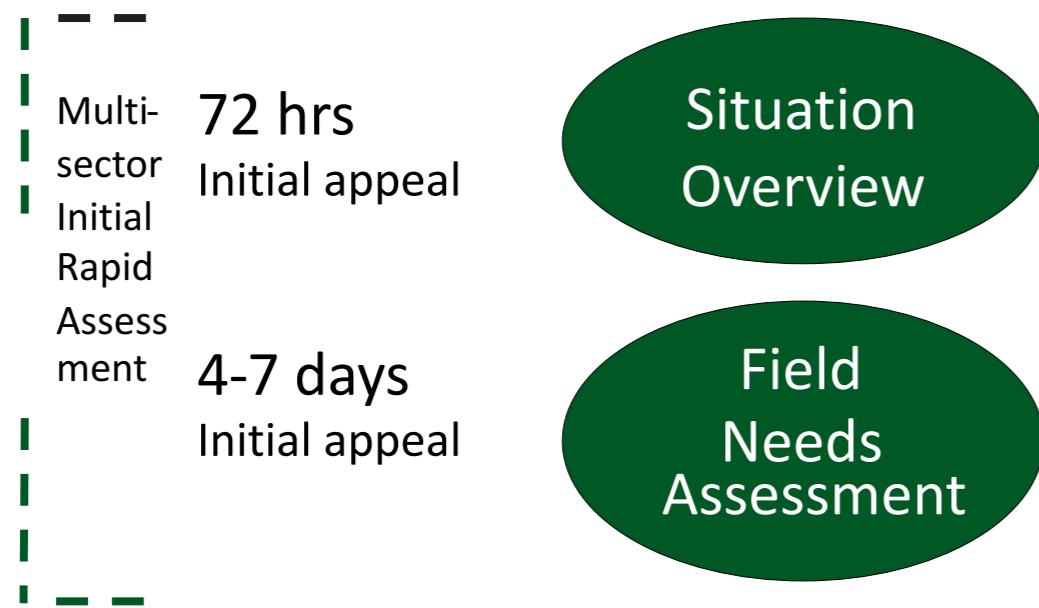 Multi-
sector
Initial
Rapid
Assess
ment
72 hrs
Initial appeal
Situation
Overview
4-7 days
Initial appeal
Field
Needs
Assessment